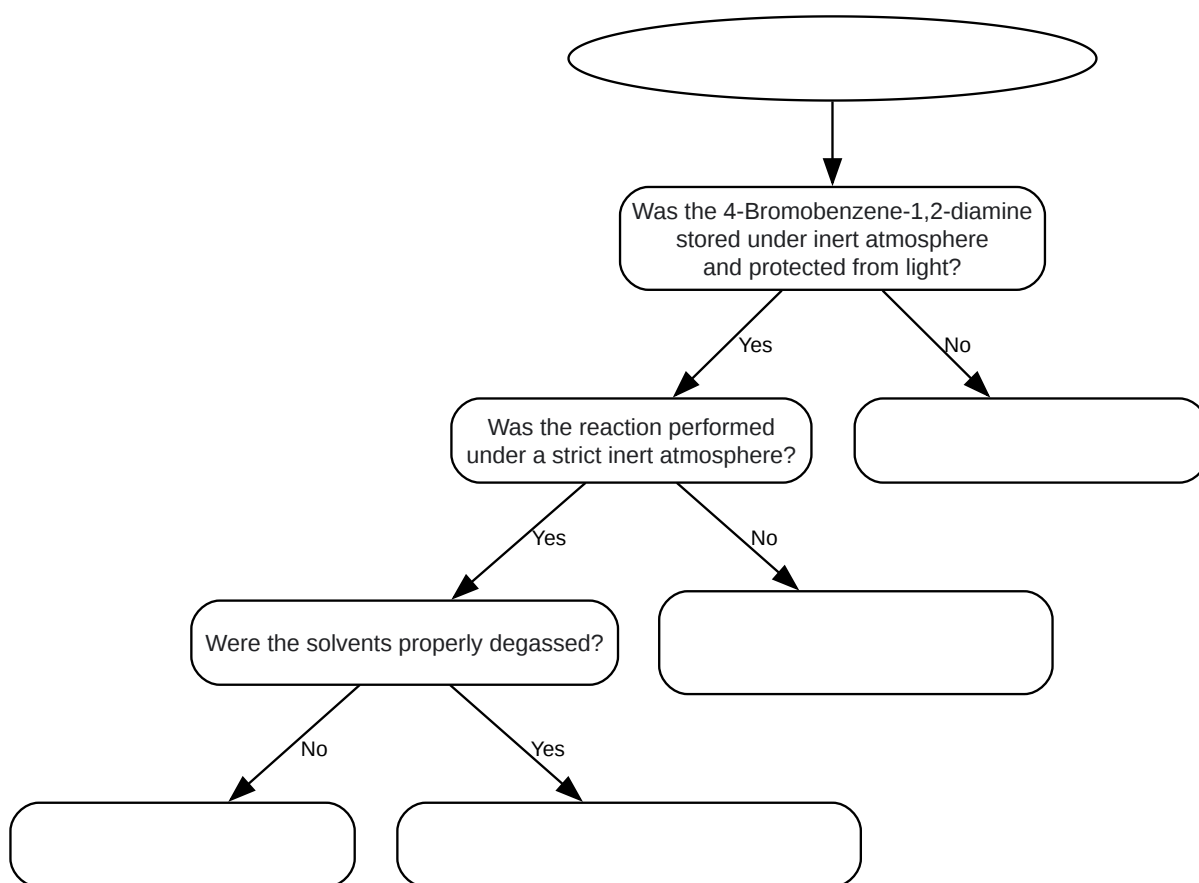 Was the 4-Bromobenzene-1,2-diamine
stored under inert atmosphere
and protected from light?
Yes
No
Was the reaction performed
under a strict inert atmosphere?
Yes
No
Were the solvents properly degassed?
No
Yes